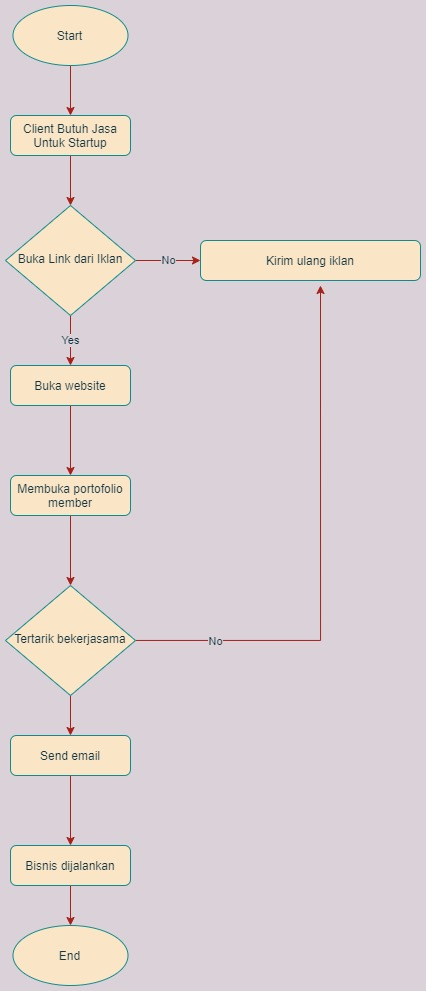 Start
Client Butuh Jasa
Untuk Startup
Buka Link dari Iklan
No
Kirim ulang iklan
Yes
Buka website
Membuka portofolio
member
Tertarik bekerjasama
No
Send email
Bisnis dijalankan
End